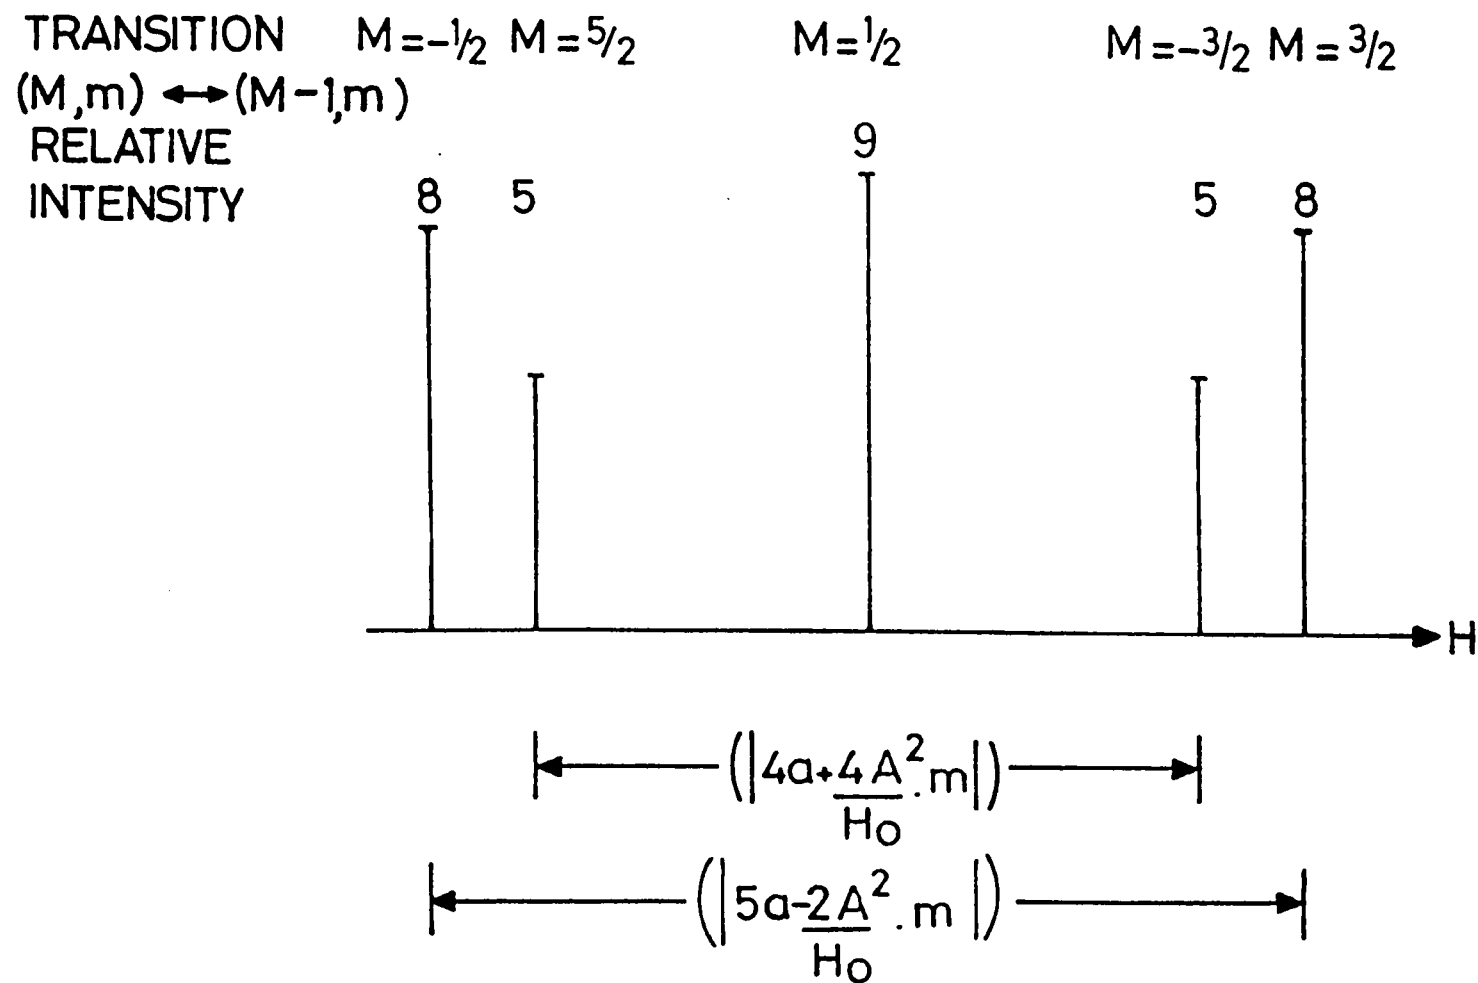 TRANSITION M=-1/2 M=5/2 M=1/2 M=-3/2 M=3/2
(M,m) ↔ (M-1,m)
RELATIVE
INTENSITY 8 5 9 5 8
H
(|4a+4A²/H₀.m|)
(|5a-2A²/H₀.m|)